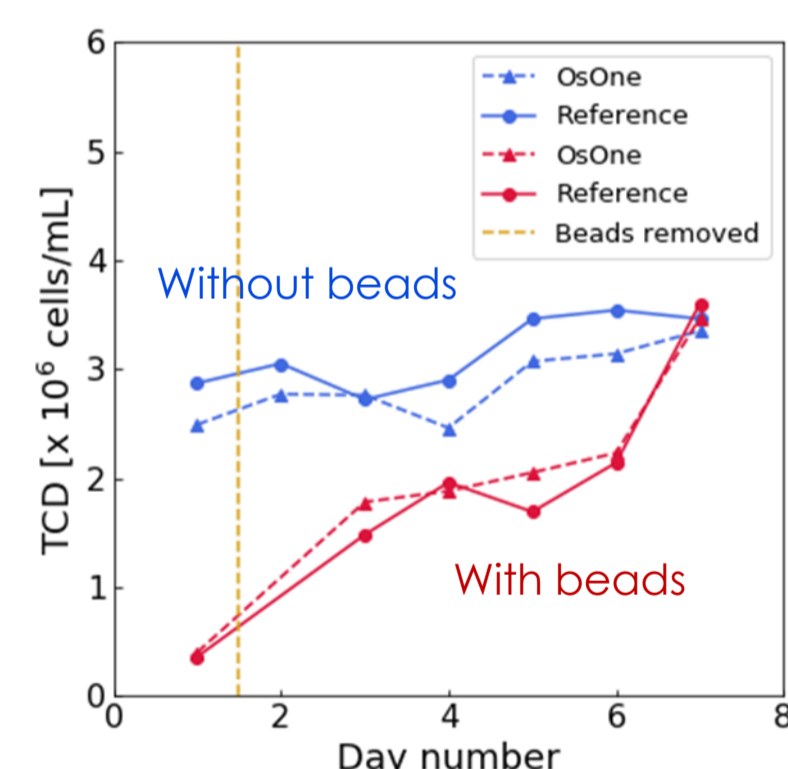 6
5
4
3
2
1
0
TCD [x 10⁶ cells/mL]
OsOne
Reference
OsOne
Reference
Beads removed
Without beads
With beads
0 2 4 6 8
Day number